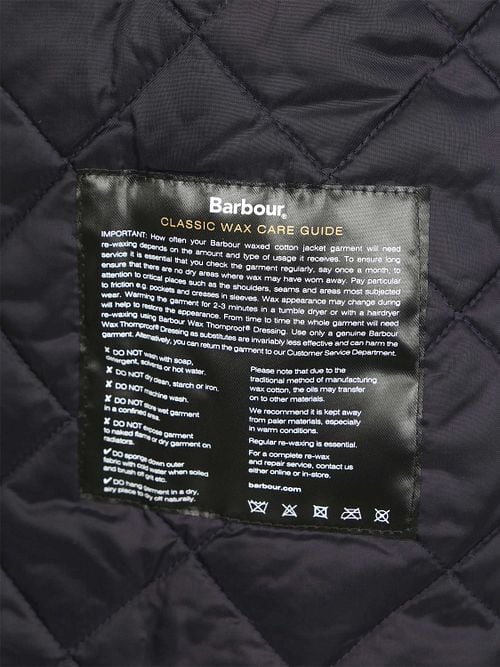 Barbour®
CLASSIC WAX CARE GUIDE
IMPORTANT: How often your Barbour waxed cotton jacket garment will need
re-waxing depends on the amount and type of usage it receives. To ensure long
service it is essential that you check the garment regularly, say once a month, to
ensure that there are no dry areas where wax may have worn away. Pay particular
attention to critical places such as the shoulders, seams and areas most subjected
to friction e.g. pockets and creases in sleeves. Wax appearance may change during
wear. Warming the garment for 2-3 minutes in a tumble dryer or with a hairdryer
will help to restore the appearance. From time to time the whole garment will need
re-waxing using Barbour Wax Thornproof® Dressing. Use only a genuine Barbour
Wax Thornproof® Dressing as substitutes are invariably less effective and can harm the
garment. Alternatively, you can return the garment to our Customer Service Department.
✘ DO NOT wash with soap,
detergent, solvents or hot water.
✘ DO NOT dry clean, starch or iron.
✘ DO NOT machine wash.
✘ DO NOT store wet garment
in a confined area.
✘ DO NOT expose garment
to naked flame or dry garment on
radiators.
✔ DO sponge down outer
fabric with cold water when soiled
and brush off grit etc.
✔ DO hang garment in a dry,
airy place to dry off naturally.
Please note that due to the
traditional method of manufacturing
wax cotton, the oils may transfer
on to other materials.
We recommend it is kept away
from paler materials, especially
in warm conditions.
Regular re-waxing is essential.
For a complete re-wax
and repair service, contact us
either online or in-store.
barbour.com